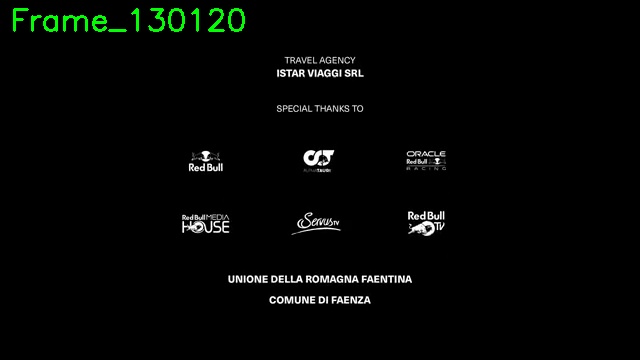 Frame_130120
TRAVEL AGENCY
ISTAR VIAGGI SRL
SPECIAL THANKS TO
Red Bull
ALPHATAURI
ORACLE
Red Bull
RACING
Red Bull MEDIA
HOUSE
ServusTV
Red Bull
TV
UNIONE DELLA ROMAGNA FAENTINA
COMUNE DI FAENZA